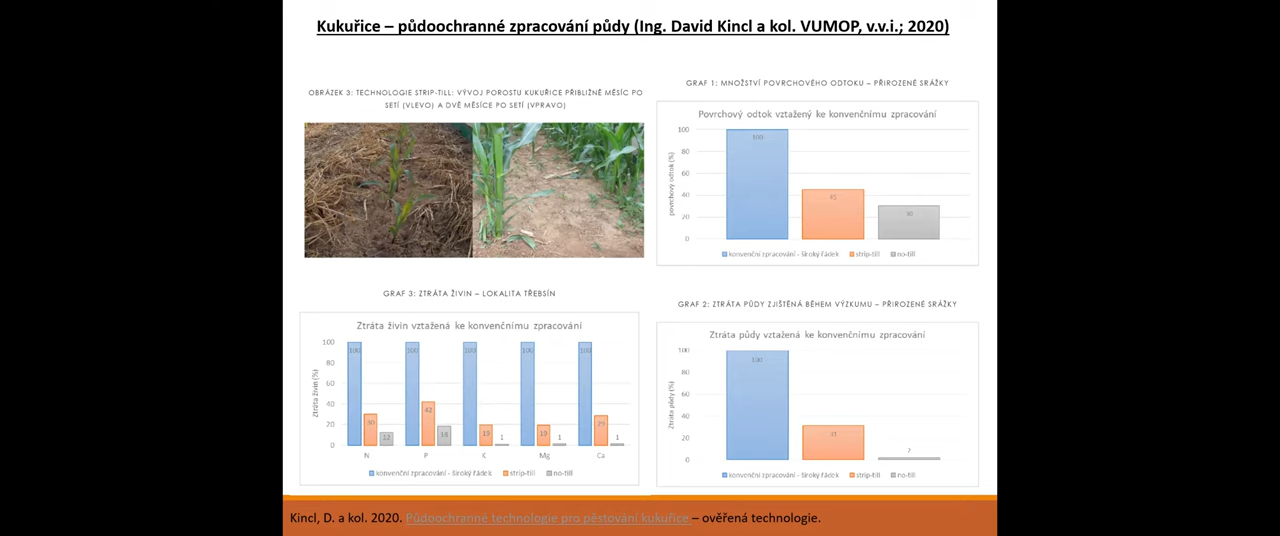 Kukuřice – půdoochranné zpracování půdy (Ing. David Kincl a kol. VUMOP, v.v.i.; 2020)
OBRÁZEK 3: TECHNOLOGIE STRIP-TILL: VÝVOJ POROSTU KUKUŘICE PŘIBLIŽNĚ MĚSÍC PO
SETÍ (VLEVO) A DVĚ MĚSÍCE PO SETÍ (VPRAVO)
GRAF 1: MNOŽSTVÍ POVRCHOVÉHO ODTOKU – PŘIROZENÉ SRÁŽKY
Povrchový odtok vztažený ke konvenčnímu zpracování
povrchový odtok (%)
100
80
60
40
20
0
100
45
30
konvenční zpracování - široký řádek strip-till no-till
GRAF 3: ZTRÁTA ŽIVIN – LOKALITA TŘEBSÍN
Ztráta živin vztažená ke konvenčnímu zpracování
Ztráta živin (%)
100
80
60
40
20
0
100 30 12
100 42 18
100 1
100 1
100 29 1
N P K Mg Ca
konvenční zpracování - široký řádek strip-till no-till
GRAF 2: ZTRÁTA PŮDY ZJIŠTĚNÁ BĚHEM VÝZKUMU – PŘIROZENÉ SRÁŽKY
Ztráta půdy vztažená ke konvenčnímu zpracování
Ztráta půdy (%)
100
80
60
40
20
0
100
2
konvenční zpracování - široký řádek strip-till no-till
Kincl, D. a kol. 2020. Půdoochranné technologie pro pěstování kukuřice – ověřená technologie.